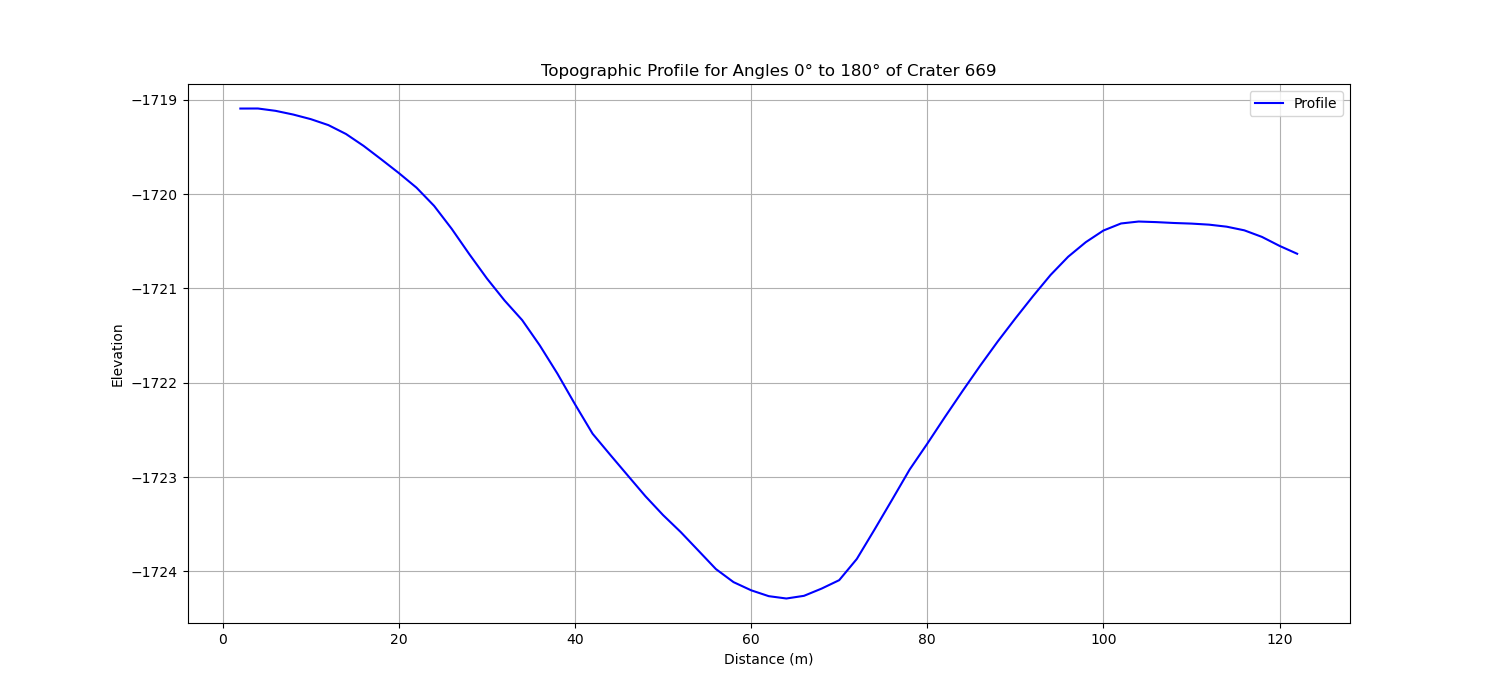 Topographic Profile for Angles 0° to 180° of Crater 669
Profile
−1719
−1720
−1721
−1722
−1723
−1724
Elevation
0 20 40 60 80 100 120
Distance (m)